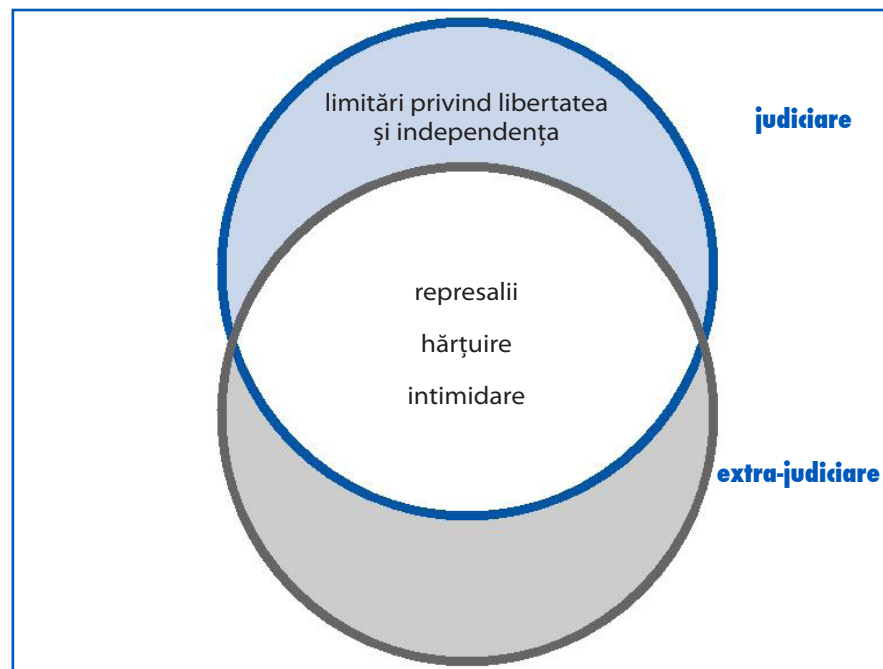 limitări privind libertatea
și independența
judiciare
represalii
hărțuire
intimidare
extra-judiciare